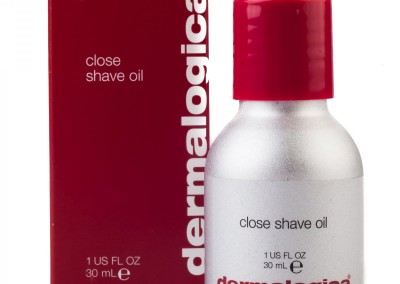 close
shave oil
dermalogica
1 US FL OZ
30 mL ℮
close shave oil
1 US FL OZ
30 mL ℮
dermalogica®